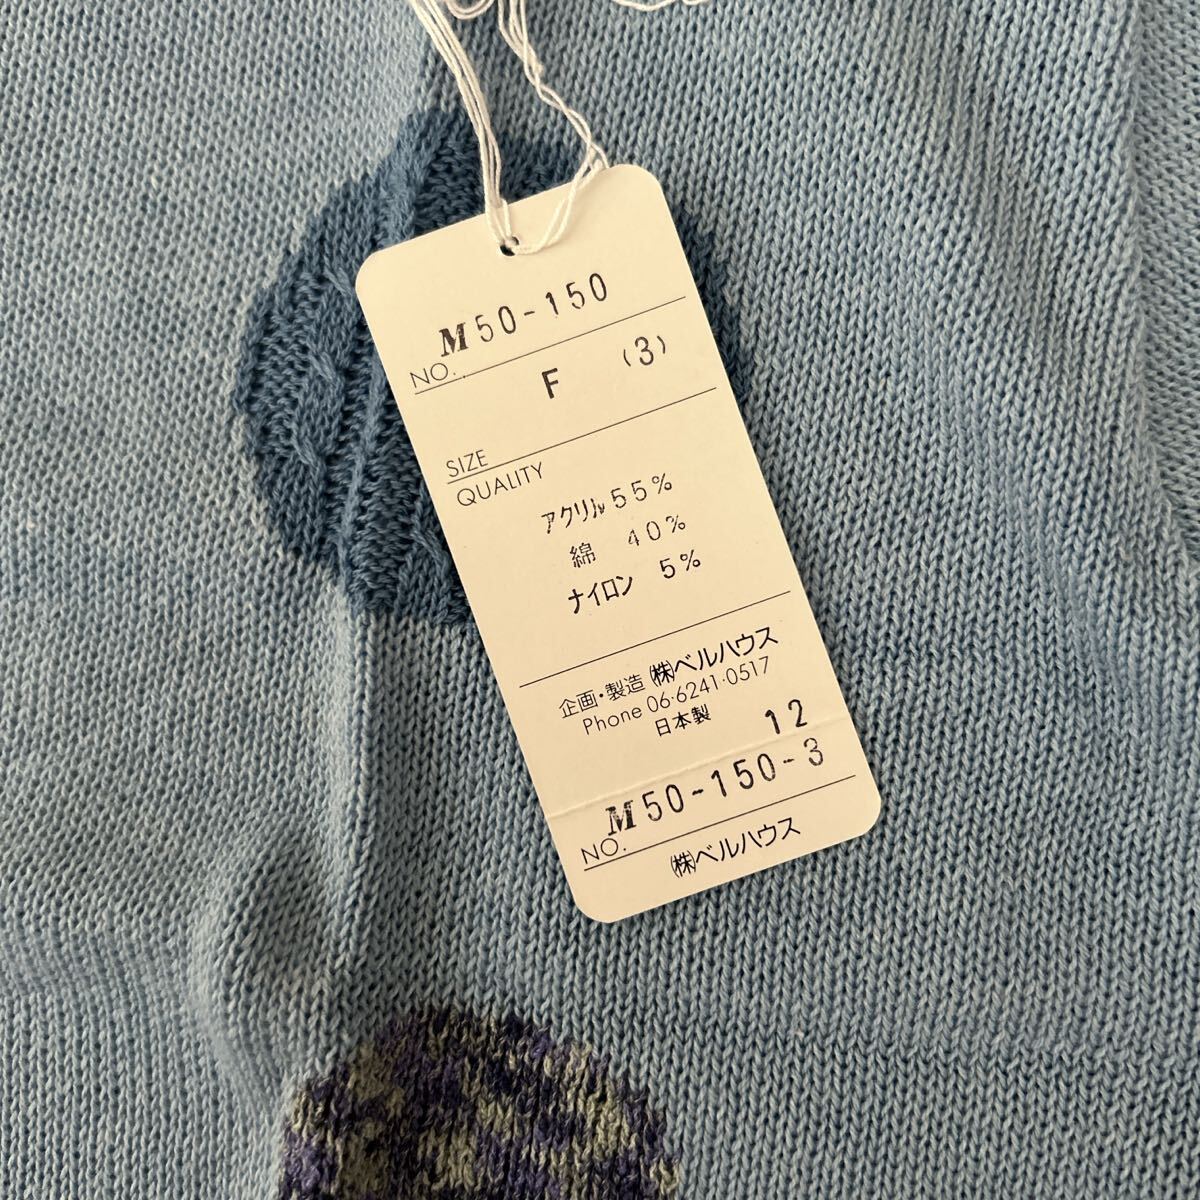 M50-150
NO.
F (3)
SIZE
QUALITY
アクリル 55%
綿 40%
ナイロン 5%
企画・製造 ㈱ベルハウス
Phone 06・6241・0517
日本製 12
M50-150-3
NO.
㈱ベルハウス